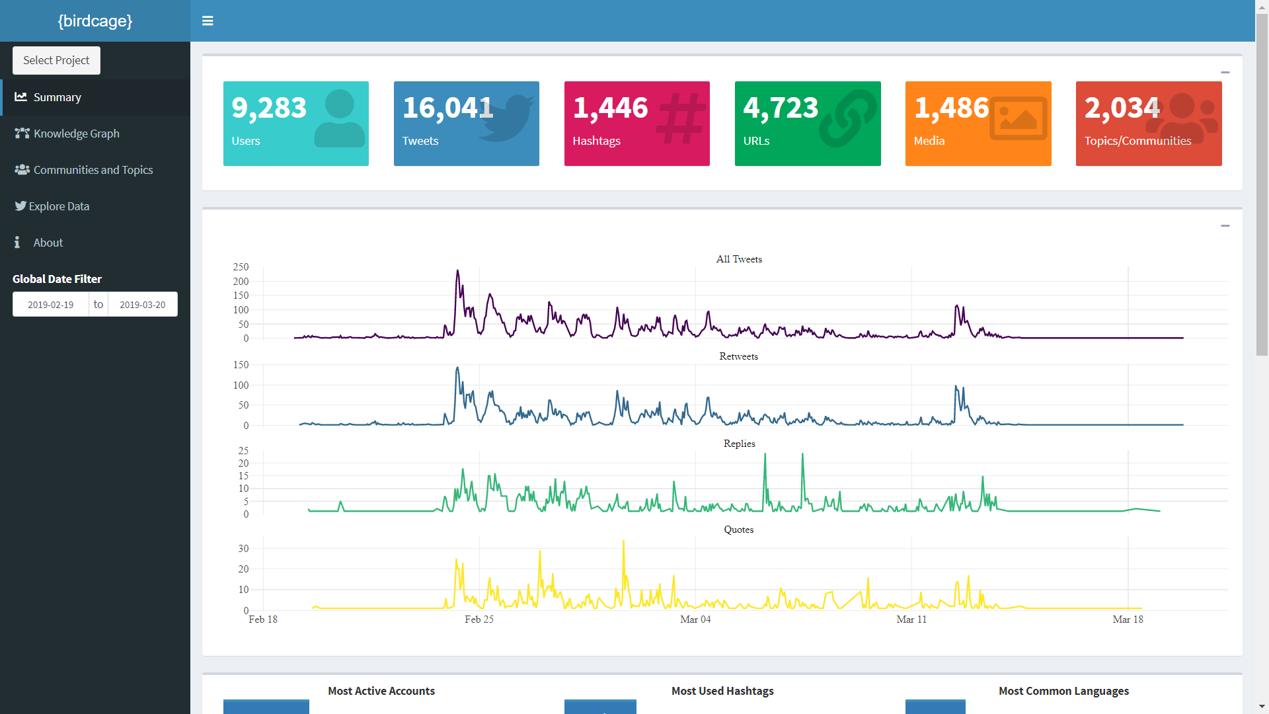 {birdcage}
Select Project
Summary
Knowledge Graph
Communities and Topics
Explore Data
About
Global Date Filter
2019-02-19 to 2019-03-20
9,283
Users
16,041
Tweets
1,446
Hashtags
4,723
URLs
1,486
Media
2,034
Topics/Communities
All Tweets
250
200
150
100
50
0
Retweets
150
100
50
0
Replies
25
20
15
10
5
0
Quotes
30
20
10
0
Feb 18 Feb 25 Mar 04 Mar 11 Mar 18
Most Active Accounts Most Used Hashtags Most Common Languages